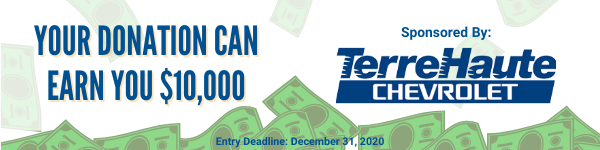 YOUR DONATION CAN
EARN YOU $10,000
Sponsored By:
TerreHaute
CHEVROLET
Entry Deadline: December 31, 2020